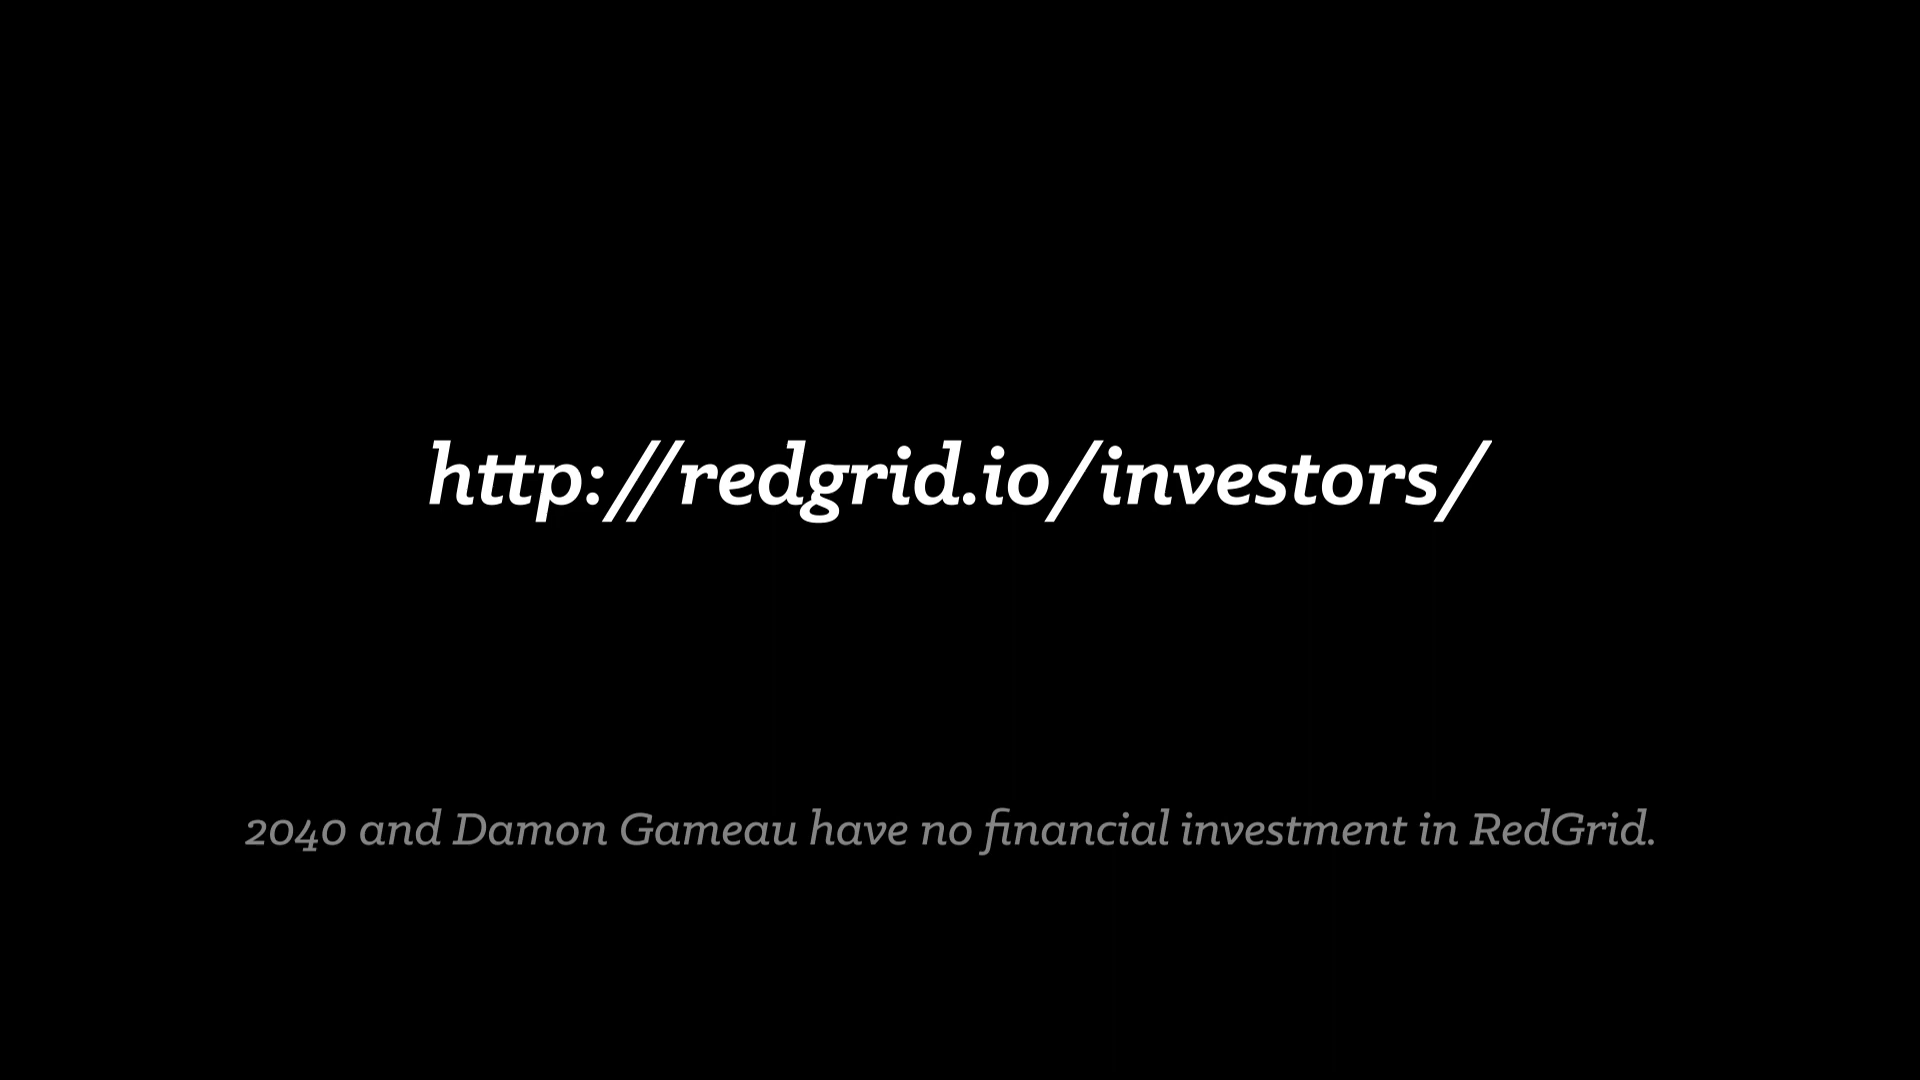 http://redgrid.io/investors/
2040 and Damon Gameau have no financial investment in RedGrid.